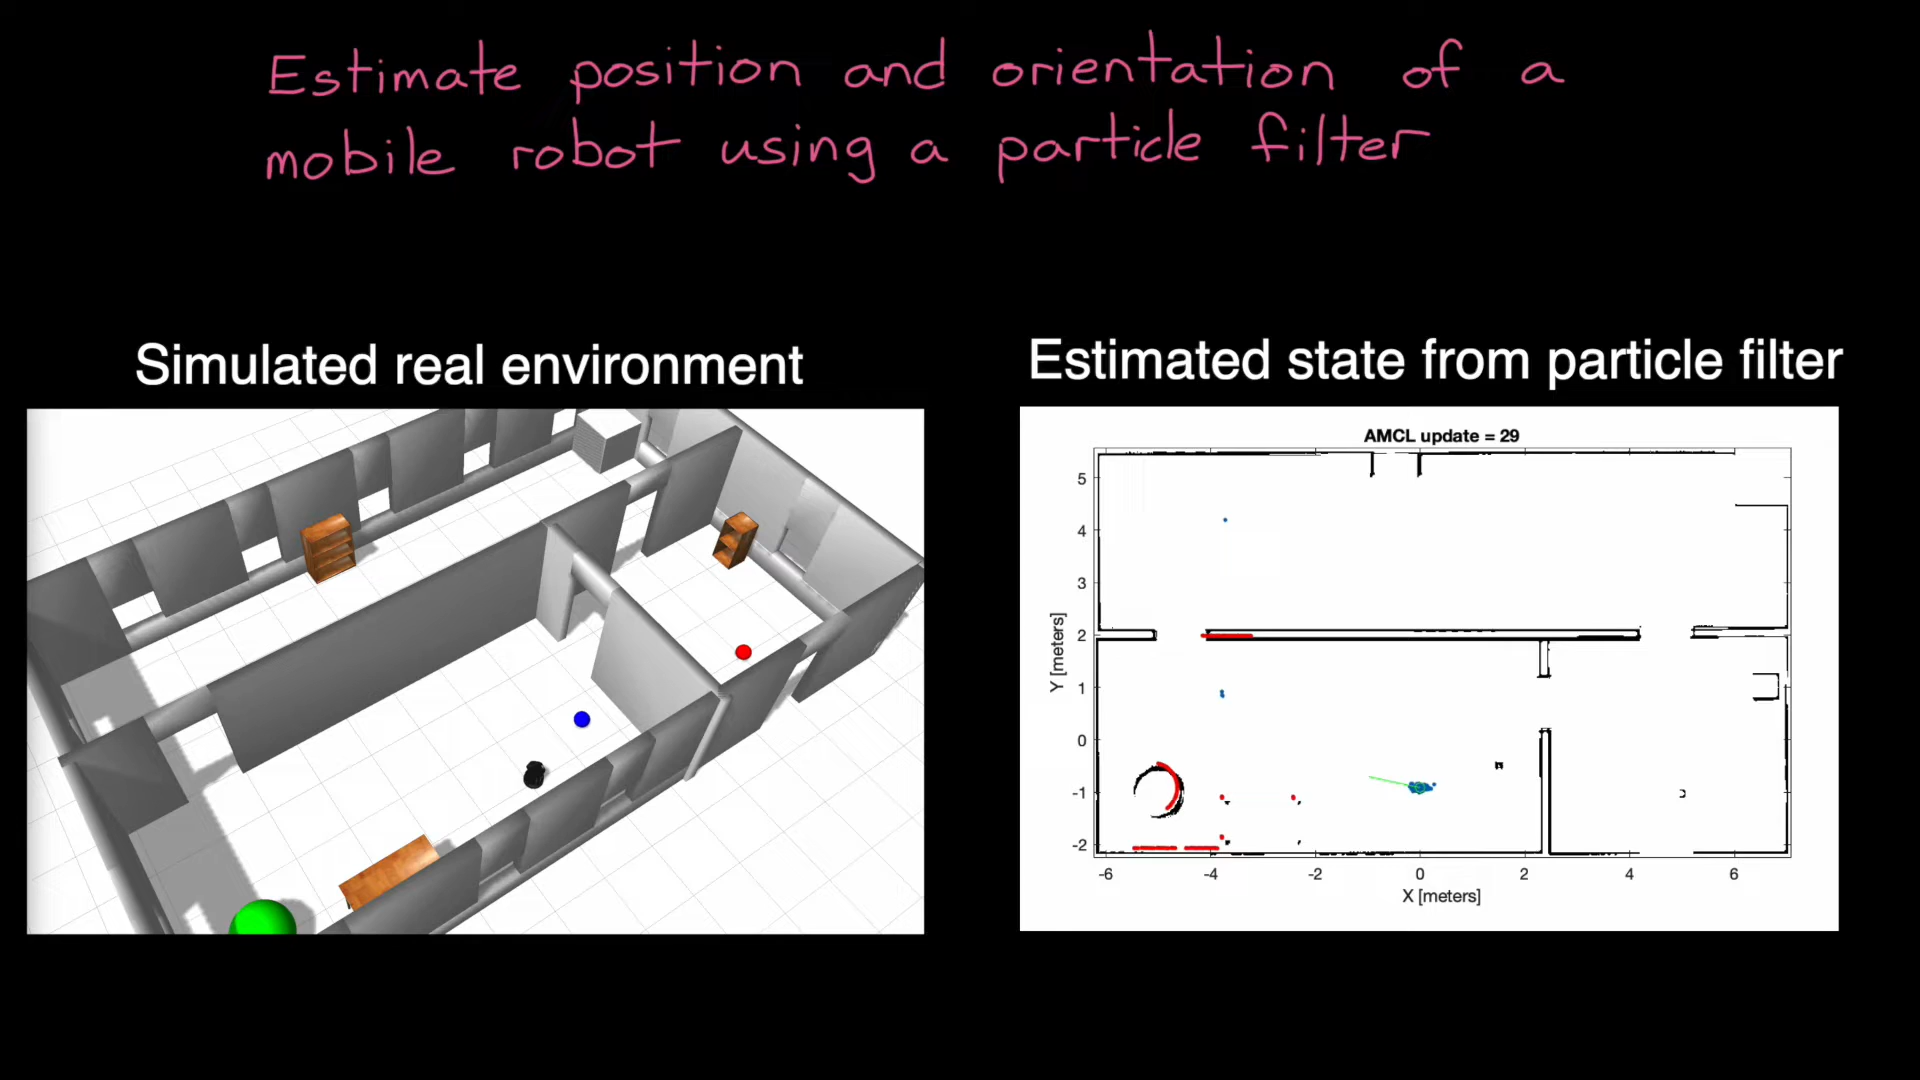 Estimate position and orientation of a
mobile robot using a particle filter
Simulated real environment
Estimated state from particle filter
AMCL update = 29
5
4
3
2
1
0
-1
-2
Y [meters]
-6
-4
-2
0
2
4
6
X [meters]